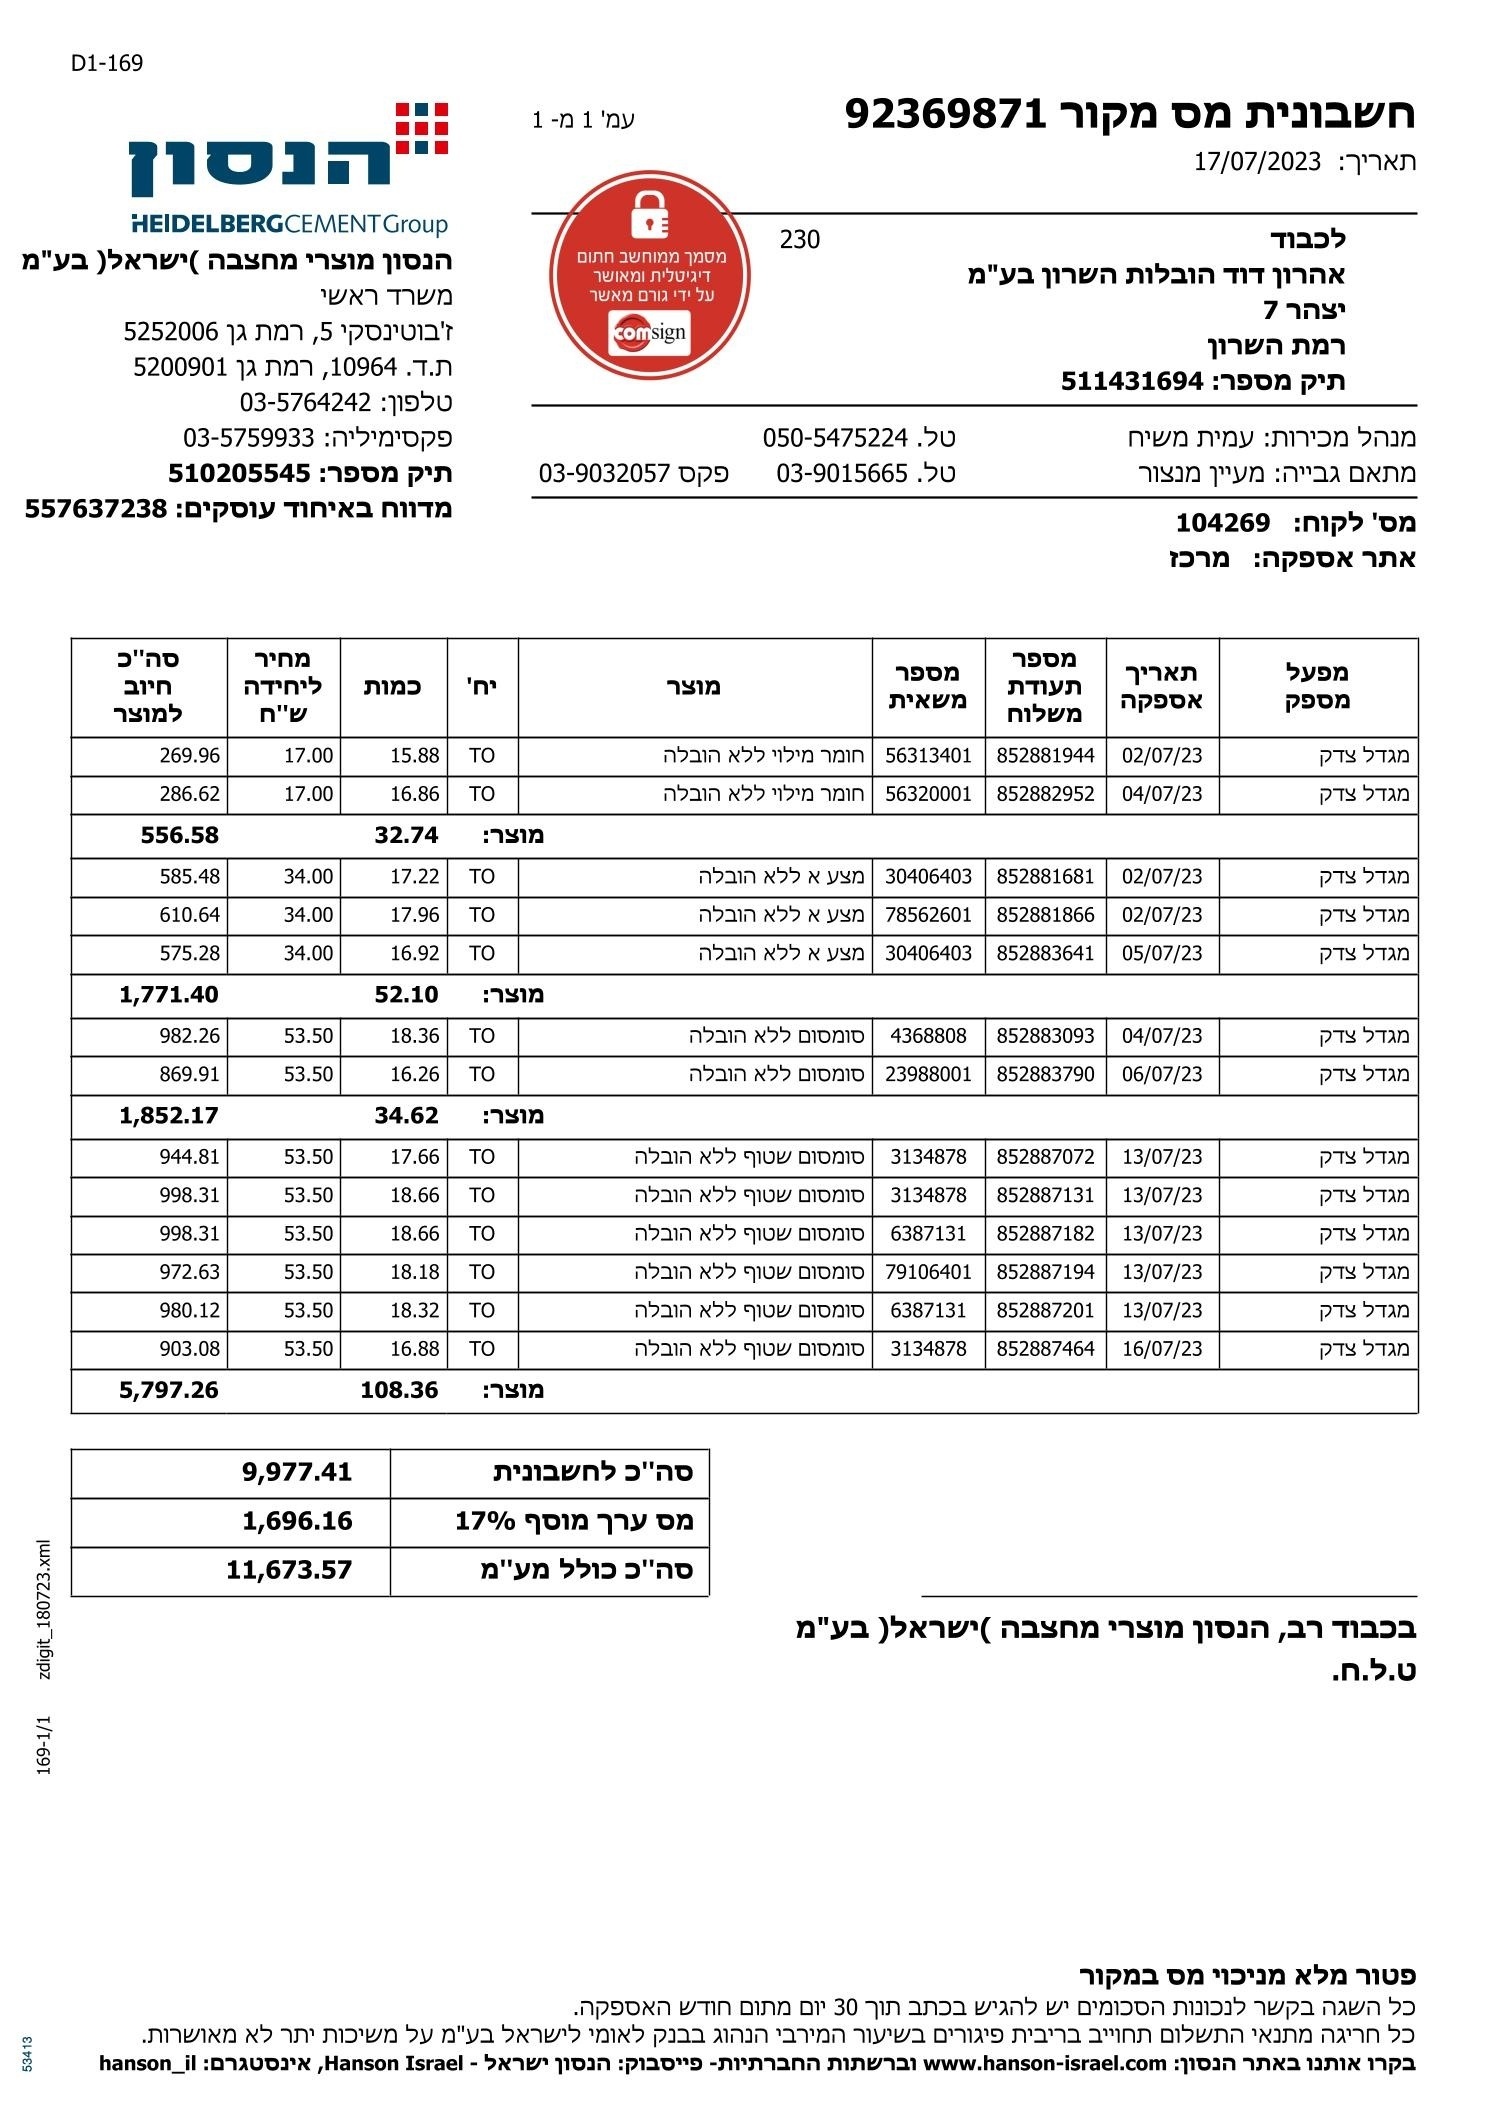 D1-169
חשבונית מס מקור 92369871
עמ' 1 מ- 1
תאריך: 17/07/2023
הנסון
HEIDELBERGCEMENT Group
הנסון מוצרי מחצבה )ישראל( בע"מ
משרד ראשי
ז'בוטינסקי 5, רמת גן 5252006
ת.ד. 10964, רמת גן 5200901
טלפון: 03-5764242
פקסימיליה: 03-5759933
תיק מספר: 510205545
מדווח באיחוד עוסקים: 557637238
מסמך ממוחשב חתום
דיגיטלית ומאושר
על ידי גורם מאשר
comsign
לכבוד 230
אהרון דוד הובלות השרון בע"מ
יצהר 7
רמת השרון
תיק מספר: 511431694
מנהל מכירות: עמית משיח טל. 050-5475224
מתאם גבייה: מעיין מנצור טל. 03-9015665 פקס 03-9032057
מס' לקוח: 104269
אתר אספקה: מרכז
מפעל מספק תאריך אספקה מספר תעודת משלוח מספר משאית מוצר יח' כמות מחיר ליחידה ש"ח סה"כ חיוב למוצר
מגדל צדק 02/07/23 852881944 56313401 חומר מילוי ללא הובלה TO 15.88 17.00 269.96
מגדל צדק 04/07/23 852882952 56320001 חומר מילוי ללא הובלה TO 16.86 17.00 286.62
מוצר: 32.74 556.58
מגדל צדק 02/07/23 852881681 30406403 מצע א ללא הובלה TO 17.22 34.00 585.48
מגדל צדק 02/07/23 852881866 78562601 מצע א ללא הובלה TO 17.96 34.00 610.64
מגדל צדק 05/07/23 852883641 30406403 מצע א ללא הובלה TO 16.92 34.00 575.28
מוצר: 52.10 1,771.40
מגדל צדק 04/07/23 852883093 4368808 סומסום ללא הובלה TO 18.36 53.50 982.26
מגדל צדק 06/07/23 852883790 23988001 סומסום ללא הובלה TO 16.26 53.50 869.91
מוצר: 34.62 1,852.17
מגדל צדק 13/07/23 852887072 3134878 סומסום שטוף ללא הובלה TO 17.66 53.50 944.81
מגדל צדק 13/07/23 852887131 3134878 סומסום שטוף ללא הובלה TO 18.66 53.50 998.31
מגדל צדק 13/07/23 852887182 6387131 סומסום שטוף ללא הובלה TO 18.66 53.50 998.31
מגדל צדק 13/07/23 852887194 79106401 סומסום שטוף ללא הובלה TO 18.18 53.50 972.63
מגדל צדק 13/07/23 852887201 6387131 סומסום שטוף ללא הובלה TO 18.32 53.50 980.12
מגדל צדק 16/07/23 852887464 3134878 סומסום שטוף ללא הובלה TO 16.88 53.50 903.08
מוצר: 108.36 5,797.26
סה"כ לחשבונית 9,977.41
מס ערך מוסף 17% 1,696.16
סה"כ כולל מע"מ 11,673.57
בכבוד רב, הנסון מוצרי מחצבה )ישראל( בע"מ
ט.ל.ח.
169-1/1 zdigit_180723.xml
פטור מלא מניכוי מס במקור
כל השגה בקשר לנכונות הסכומים יש להגיש בכתב תוך 30 יום מתום חודש האספקה.
כל חריגה מתנאי התשלום תחוייב בריבית פיגורים בשיעור המירבי הנהוג בבנק לאומי לישראל בע"מ על משיכות יתר לא מאושרות.
בקרו אותנו באתר הנסון: www.hanson-israel.com וברשתות החברתיות- פייסבוק: הנסון ישראל - Hanson Israel, אינסטגרם: hanson_il
53413